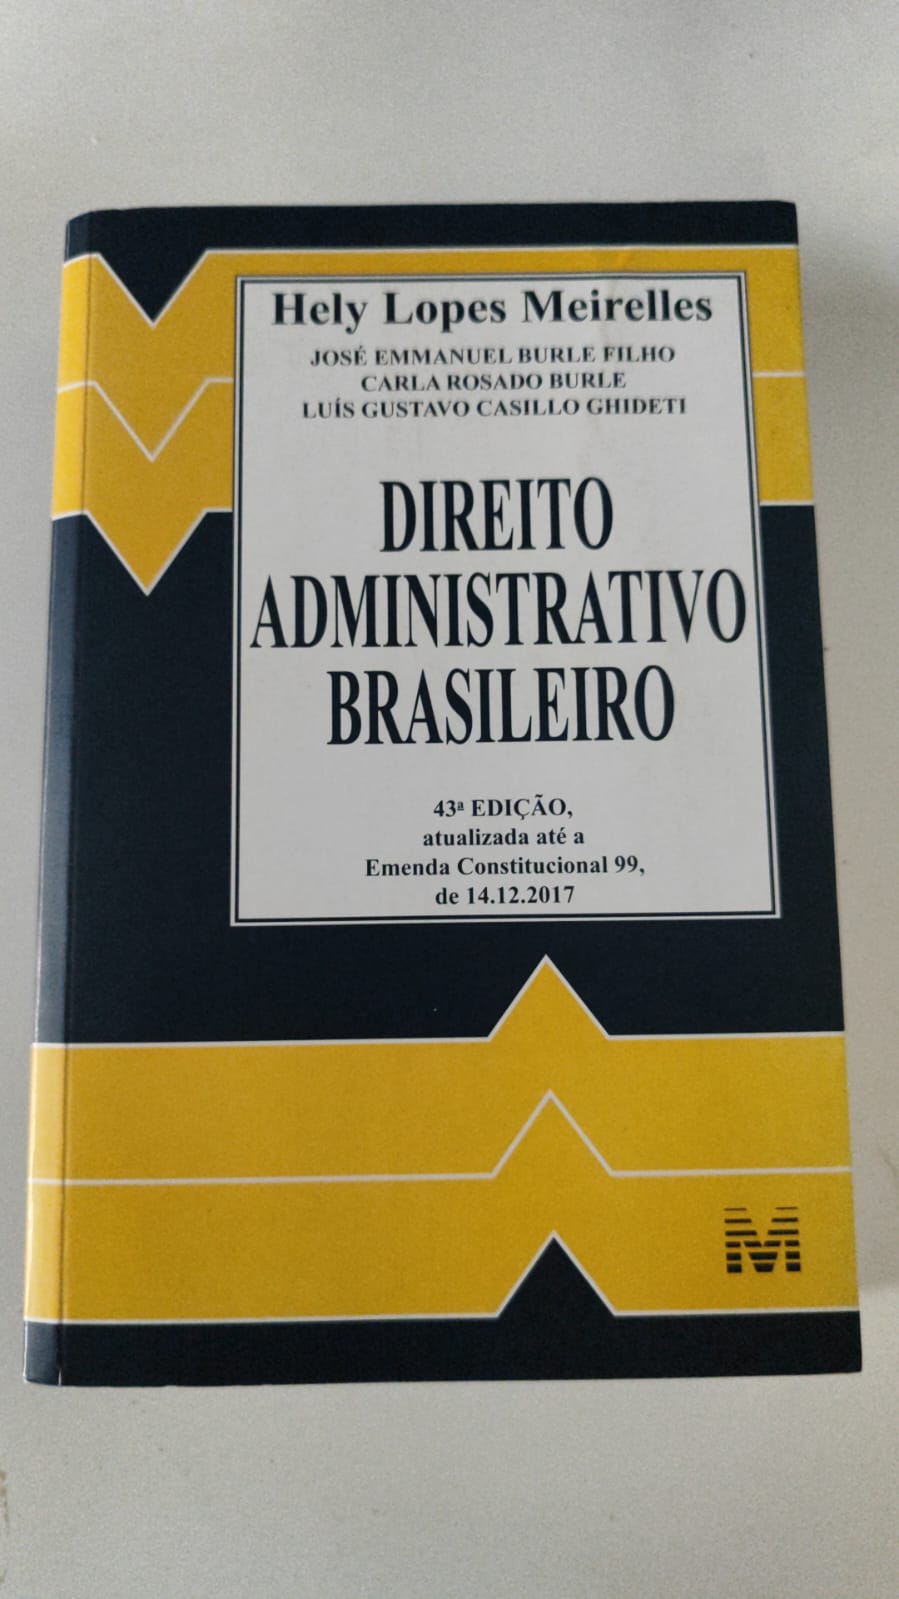 Hely Lopes Meirelles
JOSÉ EMMANUEL BURLE FILHO
CARLA ROSADO BURLE
LUÍS GUSTAVO CASILLO GHIDETI
DIREITO
ADMINISTRATIVO
BRASILEIRO
43ª EDIÇÃO,
atualizada até a
Emenda Constitucional 99,
de 14.12.2017
M